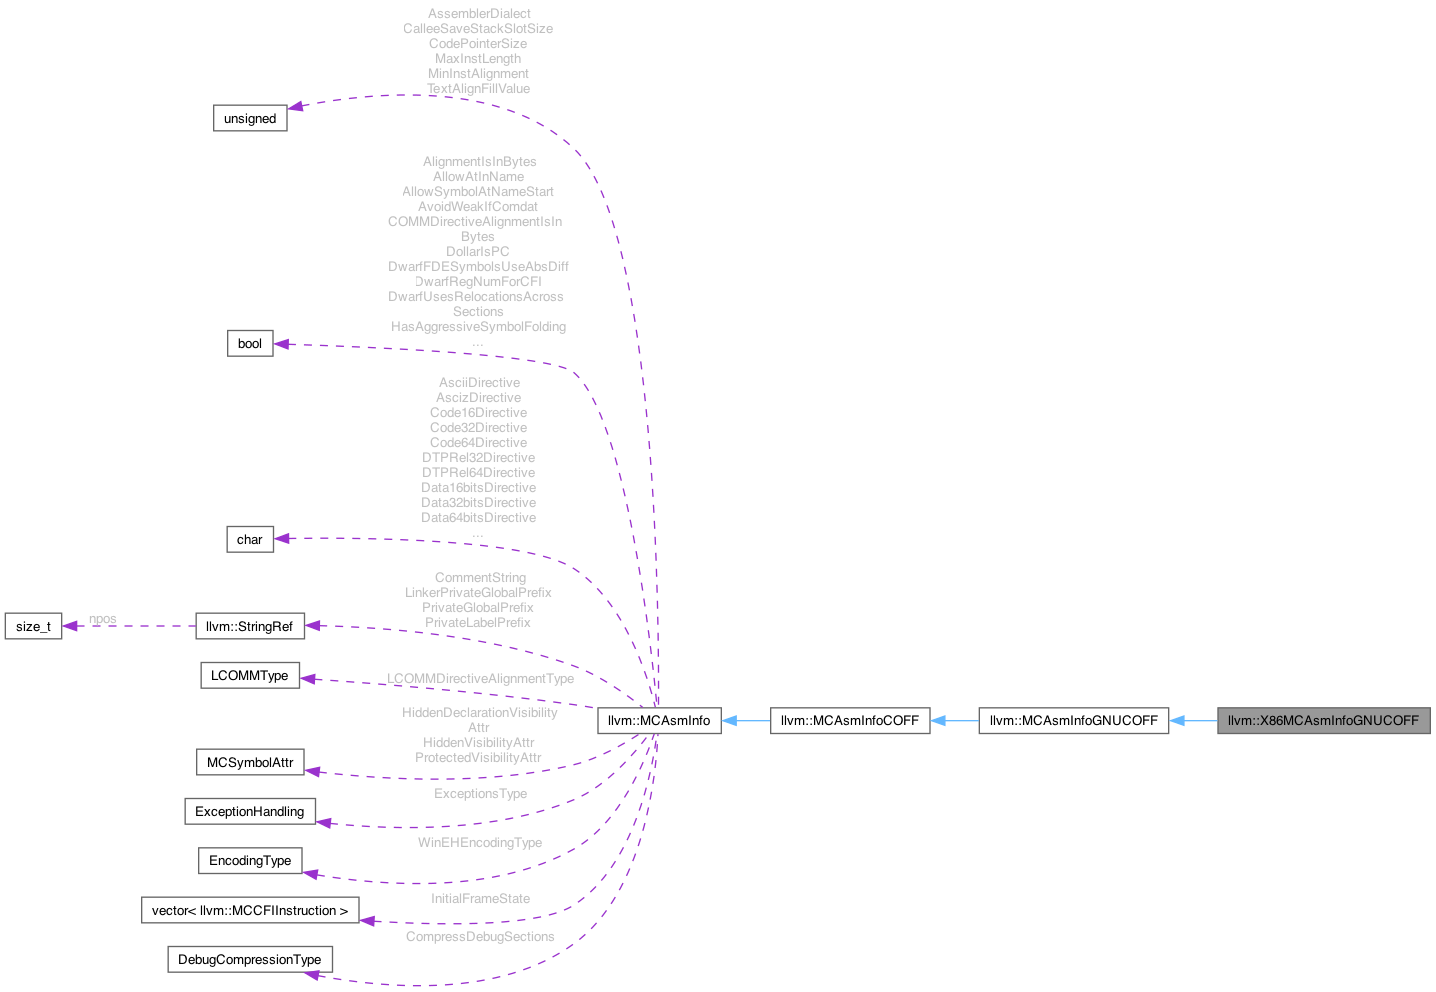 AssemblerDialect
CalleeSaveStackSlotSize
CodePointerSize
MaxInstLength
MinInstAlignment
TextAlignFillValue
unsigned
AlignmentIsInBytes
AllowAtInName
AllowSymbolAtNameStart
AvoidWeakIfComdat
COMMDirectiveAlignmentIsIn
Bytes
DollarIsPC
DwarfFDESymbolsUseAbsDiff
DwarfRegNumForCFI
DwarfUsesRelocationsAcross
Sections
HasAggressiveSymbolFolding
...
bool
AsciiDirective
AscizDirective
Code16Directive
Code32Directive
Code64Directive
DTPRel32Directive
DTPRel64Directive
Data16bitsDirective
Data32bitsDirective
Data64bitsDirective
...
char
CommentString
LinkerPrivateGlobalPrefix
PrivateGlobalPrefix
PrivateLabelPrefix
size_t
npos
llvm::StringRef
LCOMMType
LCOMMDirectiveAlignmentType
HiddenDeclarationVisibility
Attr
HiddenVisibilityAttr
ProtectedVisibilityAttr
llvm::MCAsmInfo
llvm::MCAsmInfoCOFF
llvm::MCAsmInfoGNUCOFF
llvm::X86MCAsmInfoGNUCOFF
MCSymbolAttr
ExceptionsType
ExceptionHandling
WinEHEncodingType
EncodingType
InitialFrameState
vector< llvm::MCCFIInstruction >
CompressDebugSections
DebugCompressionType